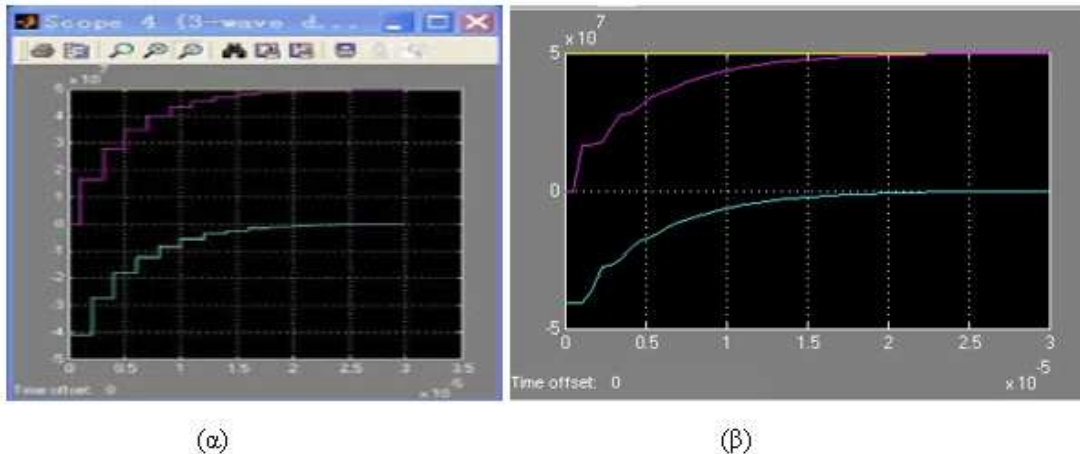 Scope 4 (3-wave d...
x 10
7
5
4
3
2
1
0
-1
-2
-3
-4
-5
0 0.5 1 1.5 2 2.5 3 3.5
x 10
-5
Time offset: 0
7
x 10
5
0
-5
0 0.5 1 1.5 2 2.5 3
-5
x 10
Time offset: 0
(α) (β)